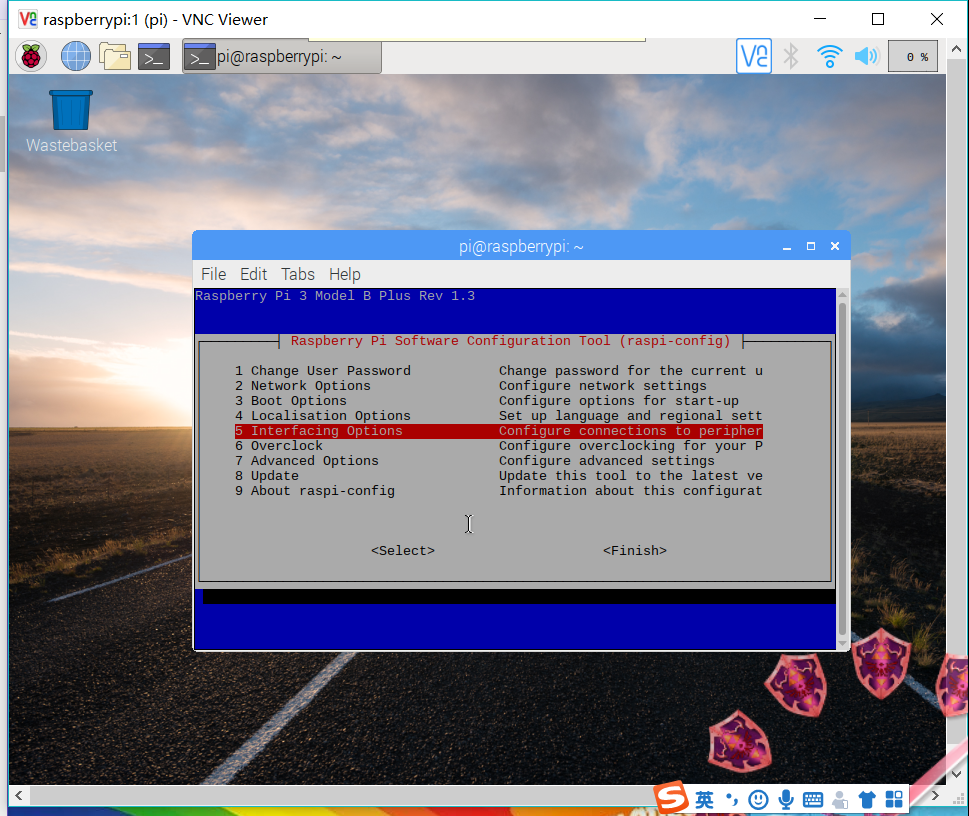 raspberrypi:1 (pi) - VNC Viewer
pi@raspberrypi: ~
0 %
Wastebasket
pi@raspberrypi: ~
File Edit Tabs Help
Raspberry Pi 3 Model B Plus Rev 1.3
Raspberry Pi Software Configuration Tool (raspi-config)
1 Change User Password Change password for the current u
2 Network Options Configure network settings
3 Boot Options Configure options for start-up
4 Localisation Options Set up language and regional sett
5 Interfacing Options Configure connections to peripher
6 Overclock Configure overclocking for your P
7 Advanced Options Configure advanced settings
8 Update Update this tool to the latest ve
9 About raspi-config Information about this configurat
<Select> <Finish>
英